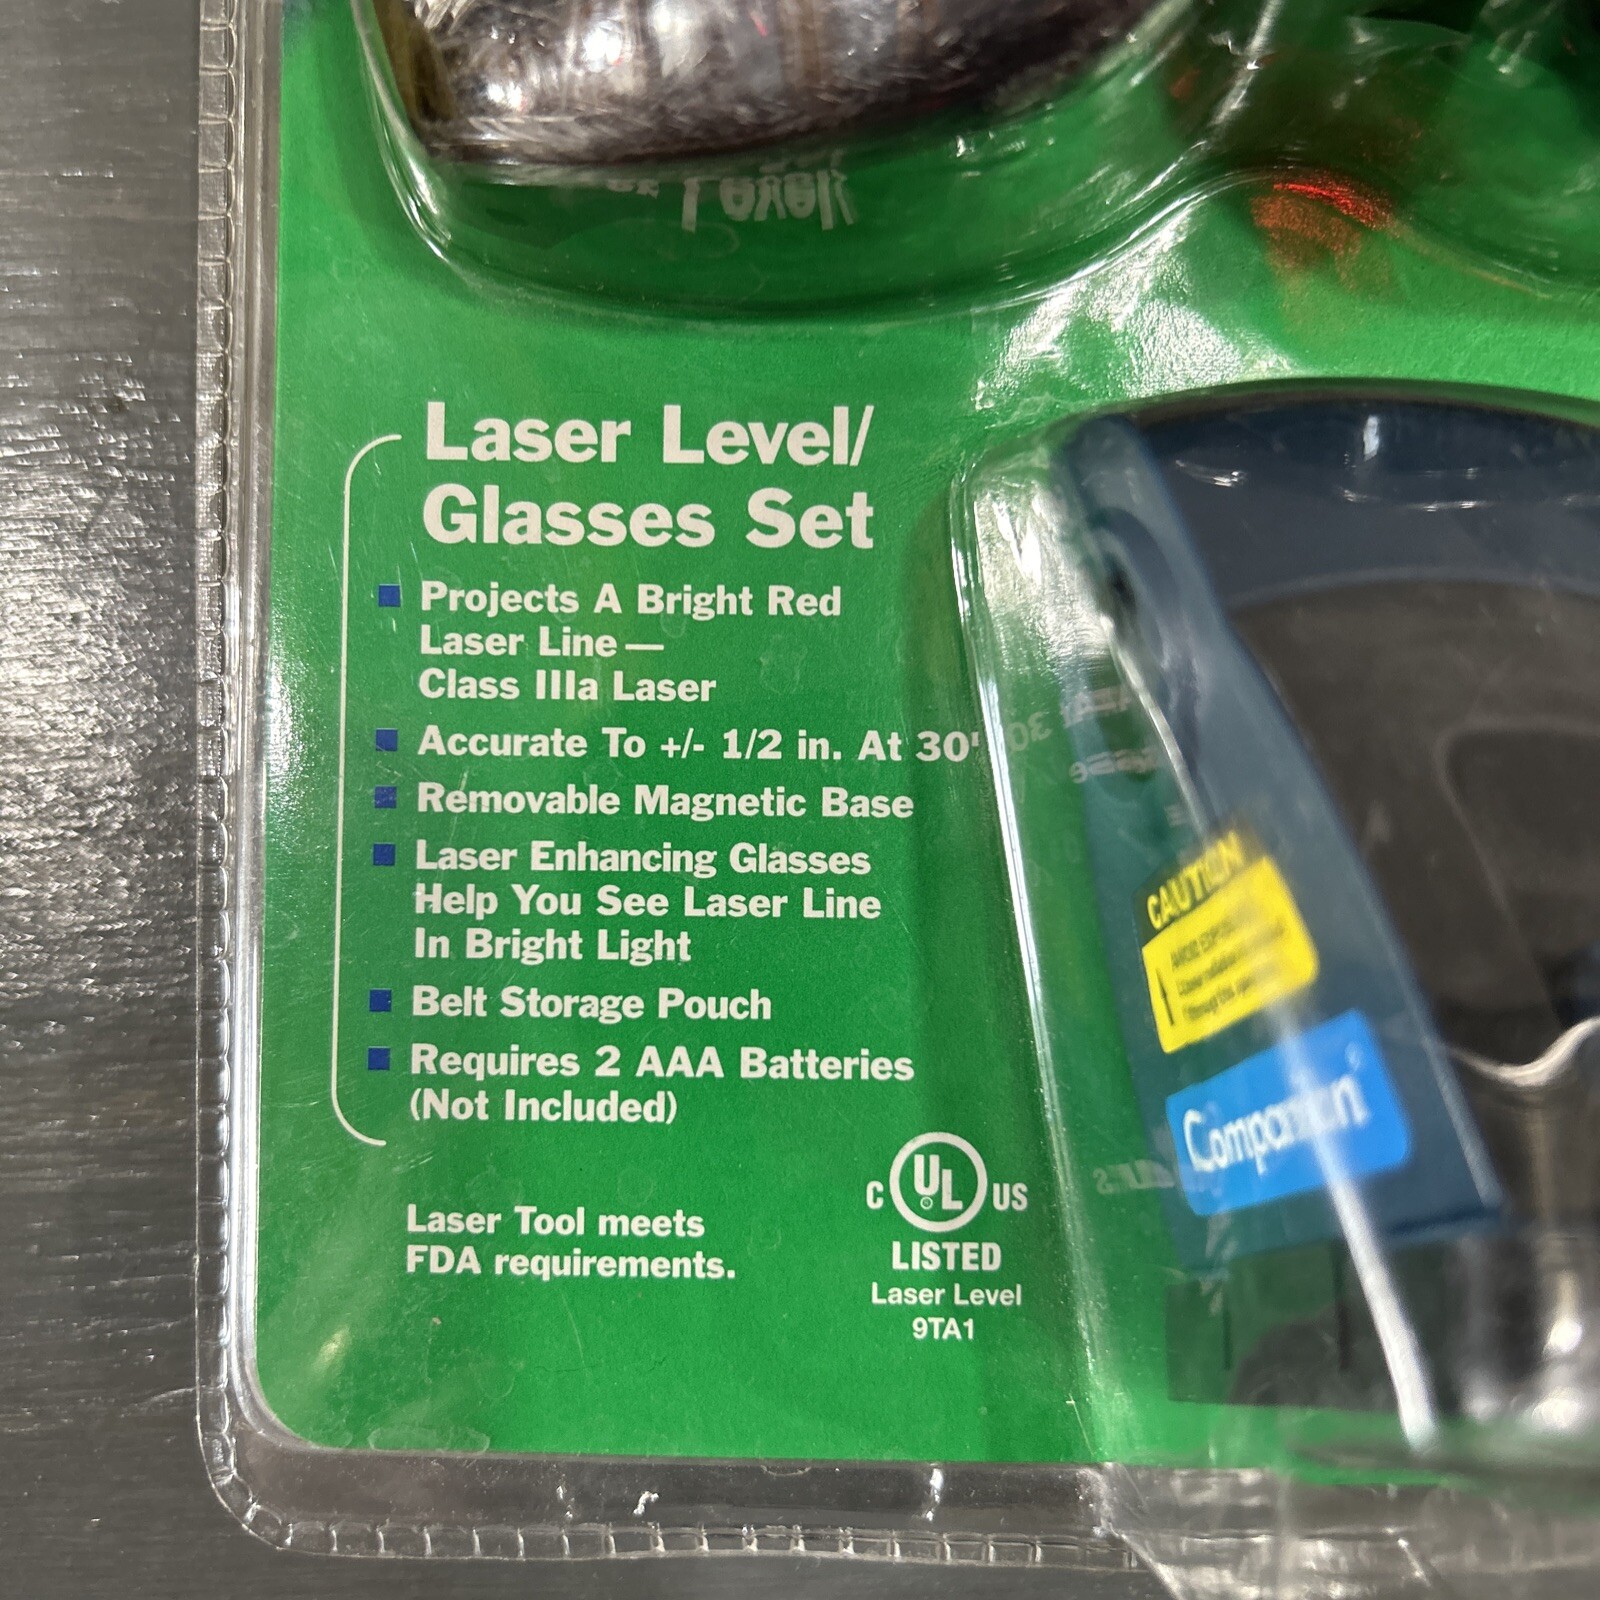 Laser Level/
Glasses Set
Projects A Bright Red
Laser Line —
Class IIIa Laser
Accurate To +/- 1/2 in. At 30'
Removable Magnetic Base
Laser Enhancing Glasses
Help You See Laser Line
In Bright Light
Belt Storage Pouch
Requires 2 AAA Batteries
(Not Included)
Laser Tool meets
FDA requirements.
C UL US
LISTED
Laser Level
9TA1
CAUTION
Companion